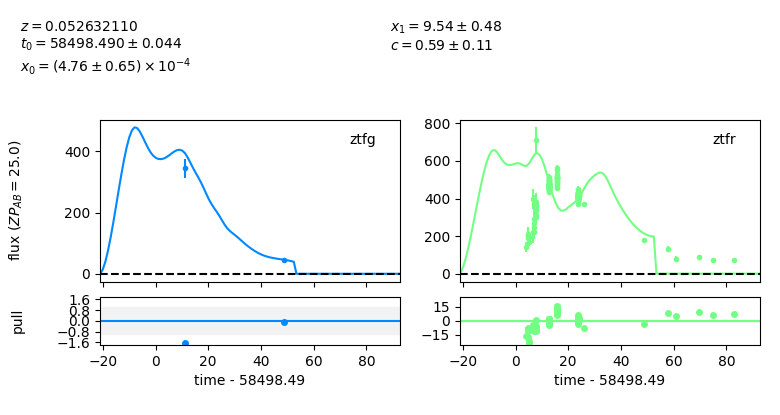 z = 0.052632110
t₀ = 58498.490 ± 0.044
x₀ = (4.76 ± 0.65) × 10⁻⁴
x₁ = 9.54 ± 0.48
c = 0.59 ± 0.11
flux (ZP_AB = 25.0)
ztfg
400
200
0
ztfr
800
600
400
200
0
pull
1.6
0.8
0.0
−0.8
−1.6
15
0
−15
−20 0 20 40 60 80
−20 0 20 40 60 80
time - 58498.49
time - 58498.49